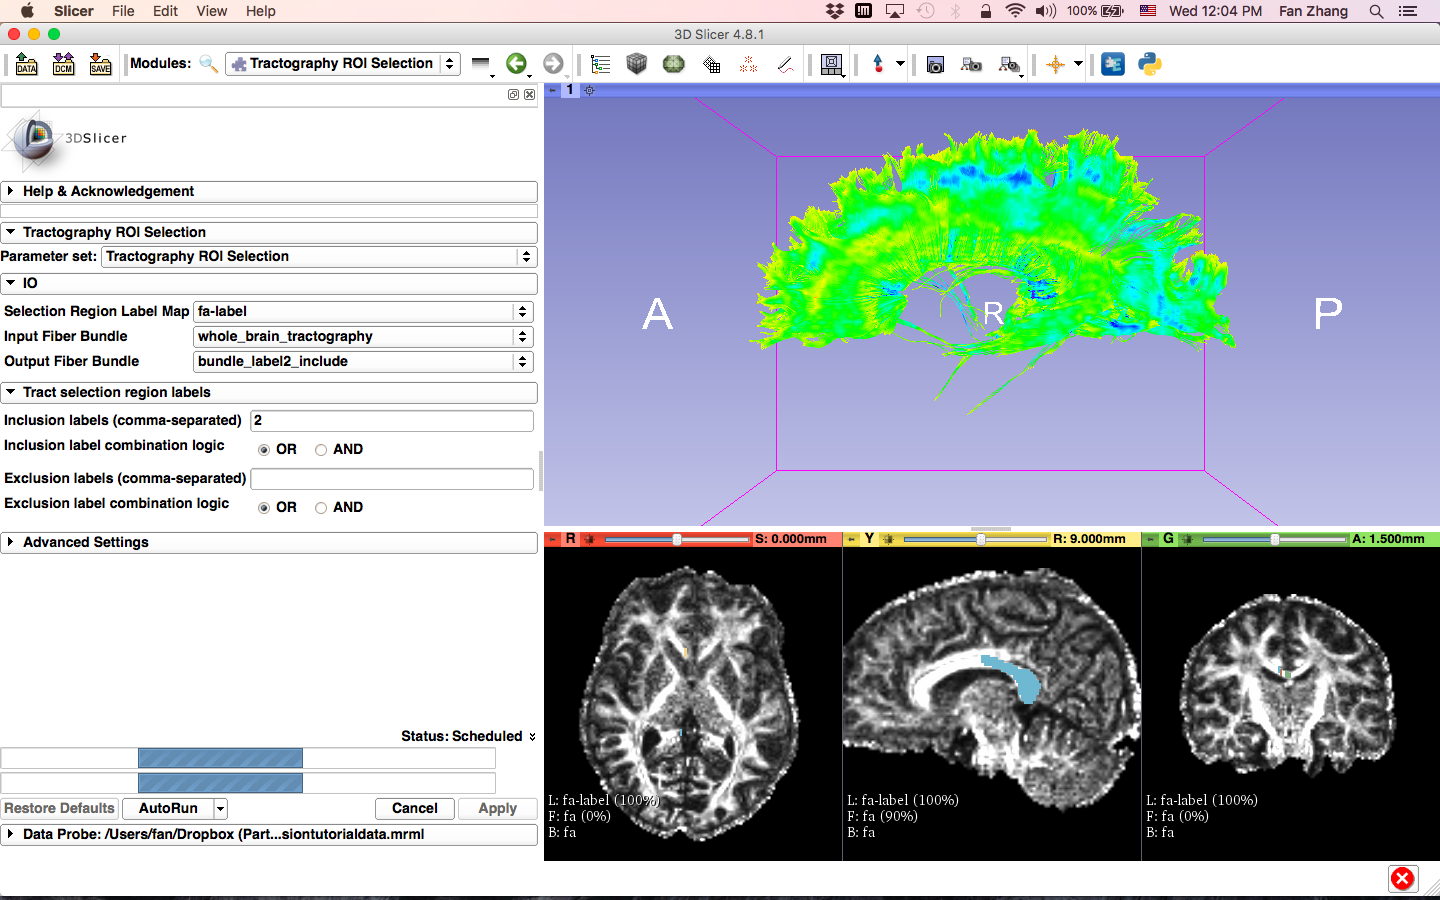 Slicer File Edit View Help 100% Wed 12:04 PM Fan Zhang
3D Slicer 4.8.1
DATA DCM SAVE Modules: Tractography ROI Selection
1
3DSlicer
Help & Acknowledgement
Tractography ROI Selection
Parameter set: Tractography ROI Selection
IO
Selection Region Label Map fa-label
Input Fiber Bundle whole_brain_tractography
Output Fiber Bundle bundle_label2_include
Tract selection region labels
Inclusion labels (comma-separated) 2
Inclusion label combination logic OR AND
Exclusion labels (comma-separated)
Exclusion label combination logic OR AND
Advanced Settings
Status: Scheduled
Restore Defaults AutoRun Cancel Apply
Data Probe: /Users/fan/Dropbox (Part...siontutorialdata.mrml
A R P
R S: 0.000mm
L: fa-label (100%)
F: fa (0%)
B: fa
Y R: 9.000mm
L: fa-label (100%)
F: fa (90%)
B: fa
G A: 1.500mm
L: fa-label (100%)
F: fa (0%)
B: fa